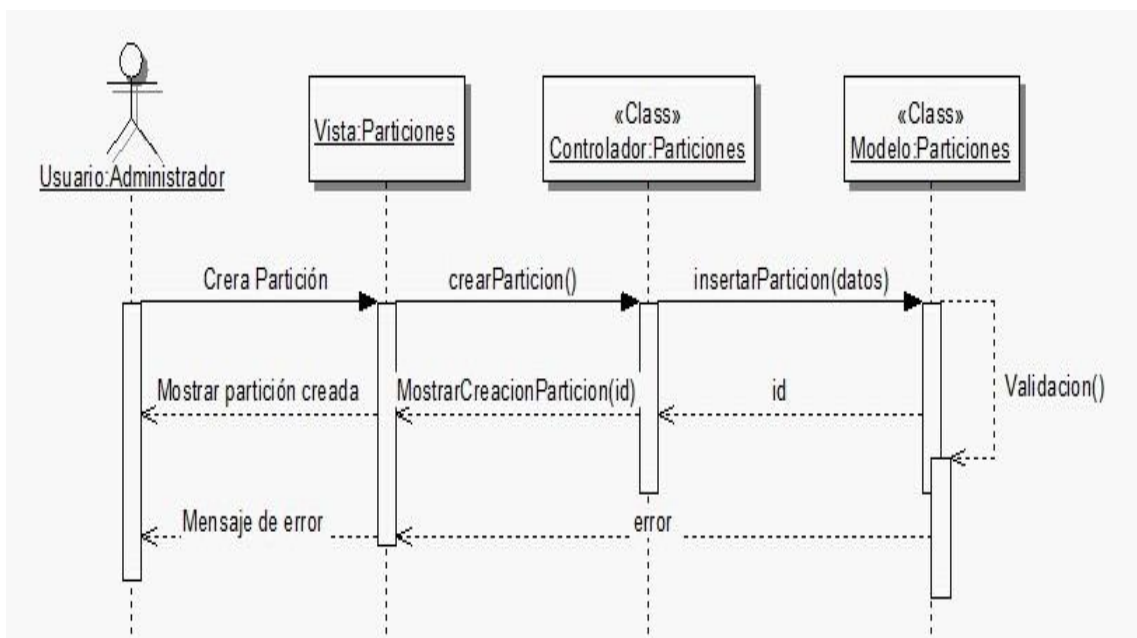 Usuario:Administrador
Vista:Particiones
«Class»
Controlador:Particiones
«Class»
Modelo:Particiones
Crera Partición
crearParticion()
insertarParticion(datos)
Mostrar partición creada
MostrarCreacionParticion(id)
id
Validacion()
Mensaje de error
error